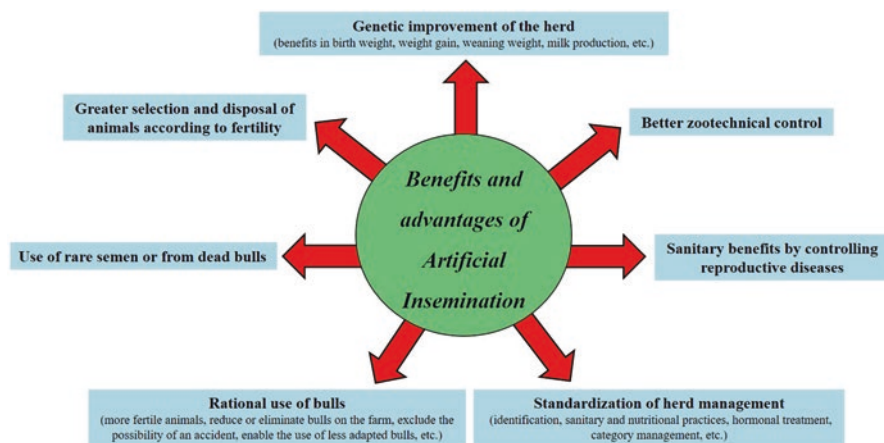 Genetic improvement of the herd
(benefits in birth weight, weight gain, weaning weight, milk production, etc.)
Greater selection and disposal of
animals according to fertility
Better zootechnical control
Benefits and
advantages of
Artificial
Insemination
Use of rare semen or from dead bulls
Sanitary benefits by controlling
reproductive diseases
Rational use of bulls
(more fertile animals, reduce or eliminate bulls on the farm, exclude the
possibility of an accident, enable the use of less adapted bulls, etc.)
Standardization of herd management
(identification, sanitary and nutritional practices, hormonal treatment,
category management, etc.)